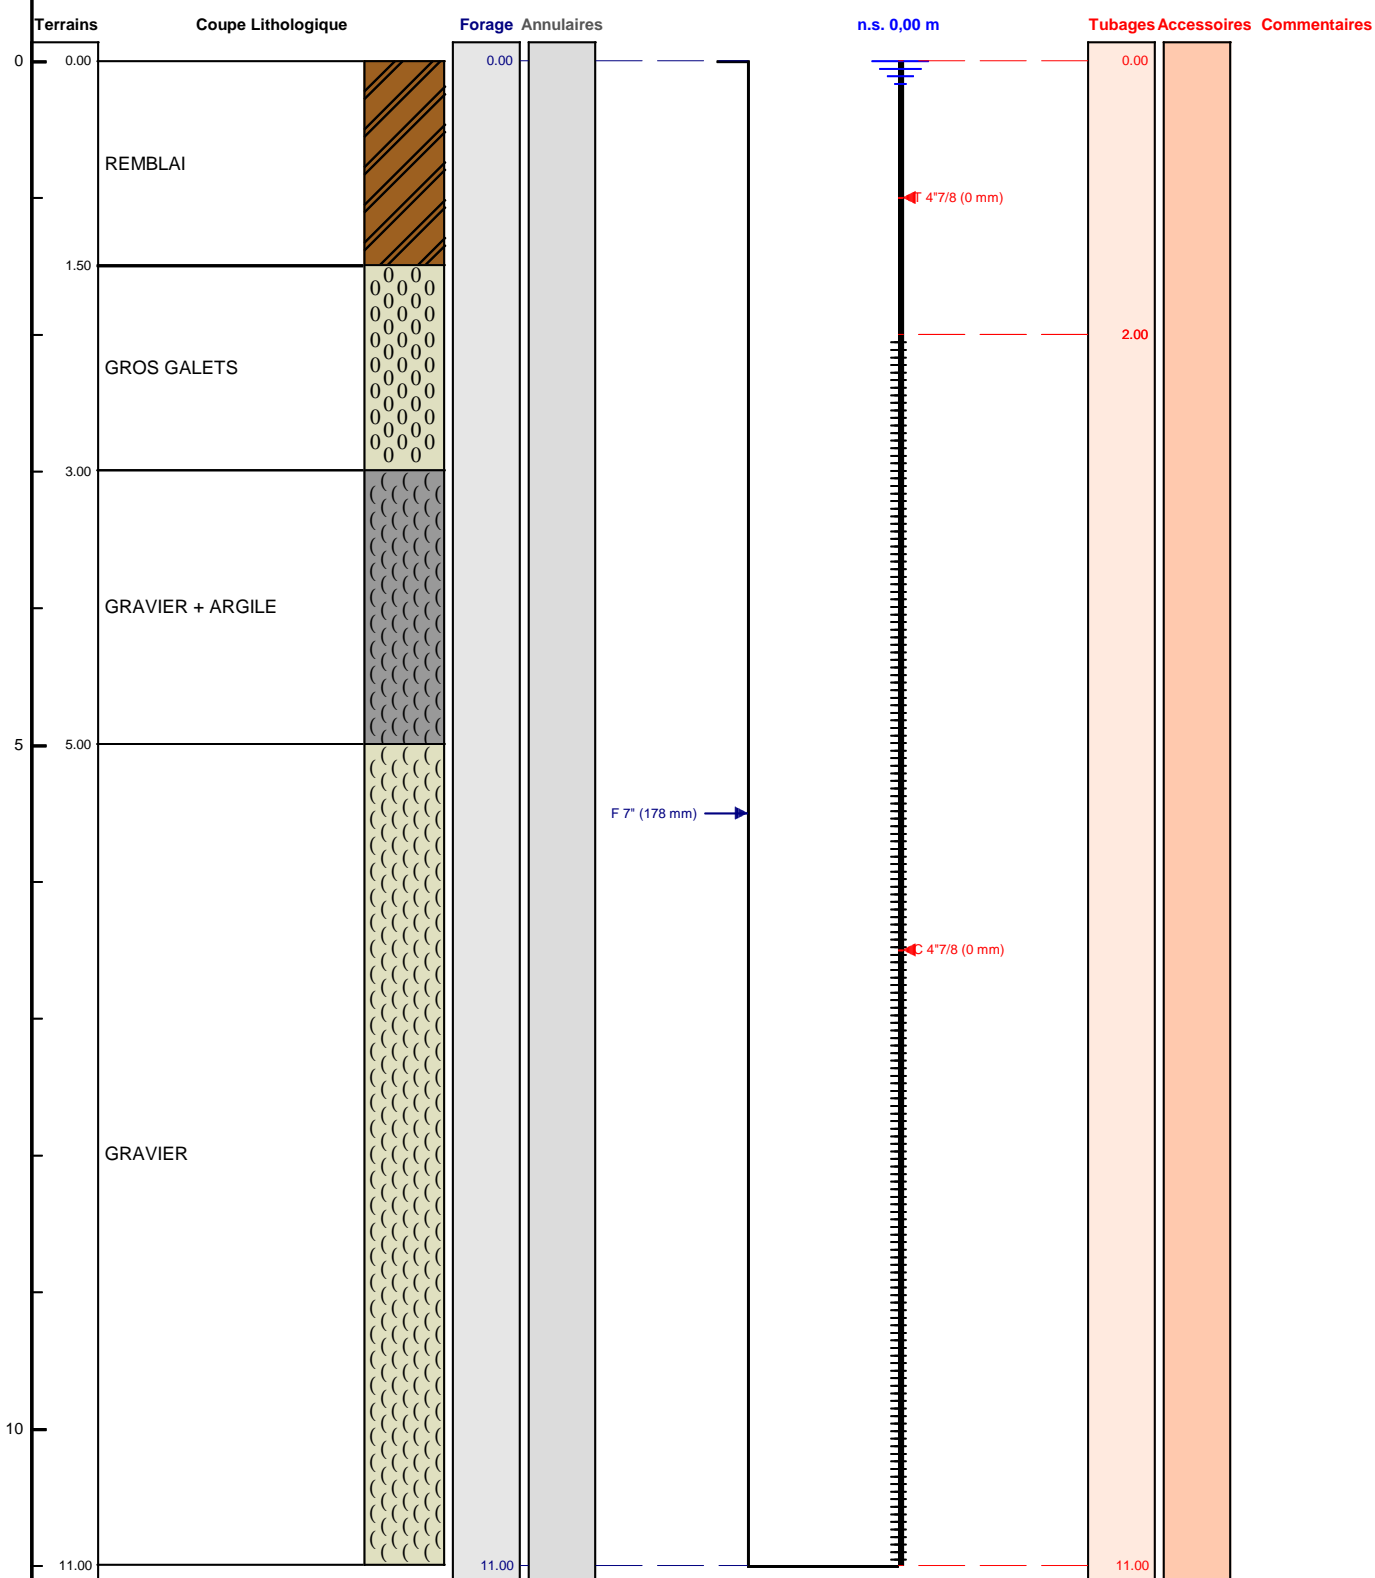 Terrains Coupe Lithologique Forage Annulaires n.s. 0,00 m Tubages Accessoires Commentaires
0 0.00 0.00 0.00
REMBLAI
T 4"7/8 (0 mm)
1.50
2.00
GROS GALETS
3.00
GRAVIER + ARGILE
5 5.00
F 7" (178 mm)
C 4"7/8 (0 mm)
GRAVIER
10
11.00 11.00 11.00